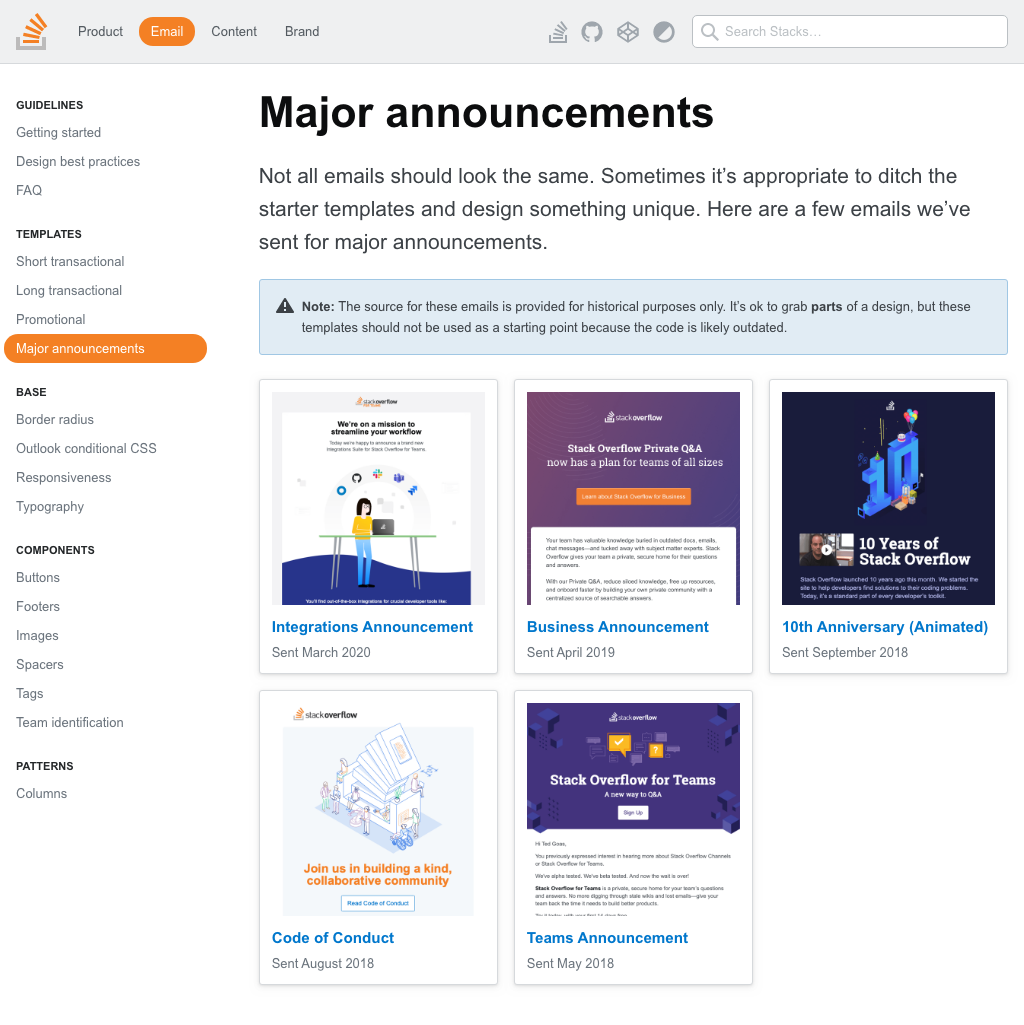 Product
Email
Content
Brand
Search Stacks…
GUIDELINES
Getting started
Design best practices
FAQ
TEMPLATES
Short transactional
Long transactional
Promotional
Major announcements
BASE
Border radius
Outlook conditional CSS
Responsiveness
Typography
COMPONENTS
Buttons
Footers
Images
Spacers
Tags
Team identification
PATTERNS
Columns
Major announcements
Not all emails should look the same. Sometimes it’s appropriate to ditch the
starter templates and design something unique. Here are a few emails we’ve
sent for major announcements.
Note: The source for these emails is provided for historical purposes only. It’s ok to grab parts of a design, but these
templates should not be used as a starting point because the code is likely outdated.
stackoverflow
We're on a mission to
streamline your workflow
Today we're happy to announce a brand new
Integrations Suite for Stack Overflow for Teams
You'll find out-of-the-box integrations for crucial developer tools like:
Integrations Announcement
Sent March 2020
stackoverflow
Stack Overflow Private Q&A
now has a plan for teams of all sizes
Learn about Stack Overflow for Business
Your team has valuable knowledge buried in outdated docs, emails,
chat messages—and tucked away with subject matter experts. Stack
Overflow gives your team a private, secure home for their questions
and answers.
With our Private Q&A, reduce siloed knowledge, free up resources,
and onboard faster by building your own private community with a
centralized source of searchable answers.
Business Announcement
Sent April 2019
10
10 Years of
Stack Overflow
Stack Overflow launched 10 years ago this month. We started the
site to help developers find solutions to their coding problems.
Today, it's a standard part of every developer's toolkit.
10th Anniversary (Animated)
Sent September 2018
stackoverflow
Join us in building a kind,
collaborative community
Read Code of Conduct
Code of Conduct
Sent August 2018
stackoverflow
?
Stack Overflow for Teams
A new way to Q&A
Sign Up
Hi Ted Goas,
You previously expressed interest in hearing more about Stack Overflow Channels
or Stack Overflow for Teams.
We've alpha tested. We've beta tested. And now the wait is over!
Stack Overflow for Teams is a private, secure home for your team's questions
and answers. No more digging through stale wikis and lost emails—give your
team back the time it needs to build better products.
Teams Announcement
Sent May 2018